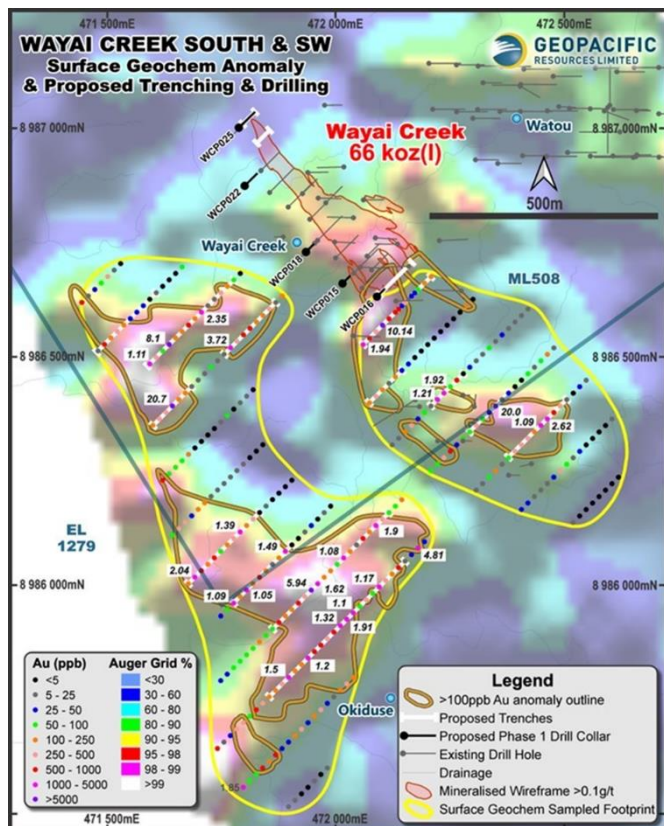 471 500mE
472 000mE
472 500mE
WAYAI CREEK SOUTH & SW
Surface Geochem Anomaly
& Proposed Trenching & Drilling
GEOPACIFIC
RESOURCES LIMITED
8 987 000mN
8 987 000mN
WCP025
Wayai Creek
66 koz(I)
Watou
WCP022
500m
Wayai Creek
WCP018
WCP015
WCP016
ML508
2.35
8.1
3.72
1.11
10.14
1.94
8 986 500mN
8 986 500mN
20.7
1.92
1.21
20.0
1.09
2.62
EL
1279
1.39
1.9
1.49
1.08
4.81
2.04
5.94
1.17
1.09
1.05
1.62
1.1
8 986 000mN
8 986 000mN
1.32
1.91
1.5
1.2
Okiduse
1.85
Au (ppb)
<5
5 - 25
25 - 50
50 - 100
100 - 250
250 - 500
500 - 1000
1000 - 5000
>5000
Auger Grid %
<30
30 - 60
60 - 80
80 - 90
90 - 95
95 - 98
98 - 99
>99
Legend
>100ppb Au anomaly outline
Proposed Trenches
Proposed Phase 1 Drill Collar
Existing Drill Hole
Drainage
Mineralised Wireframe >0.1g/t
Surface Geochem Sampled Footprint
471 500mE
472 000mE
472 500mE